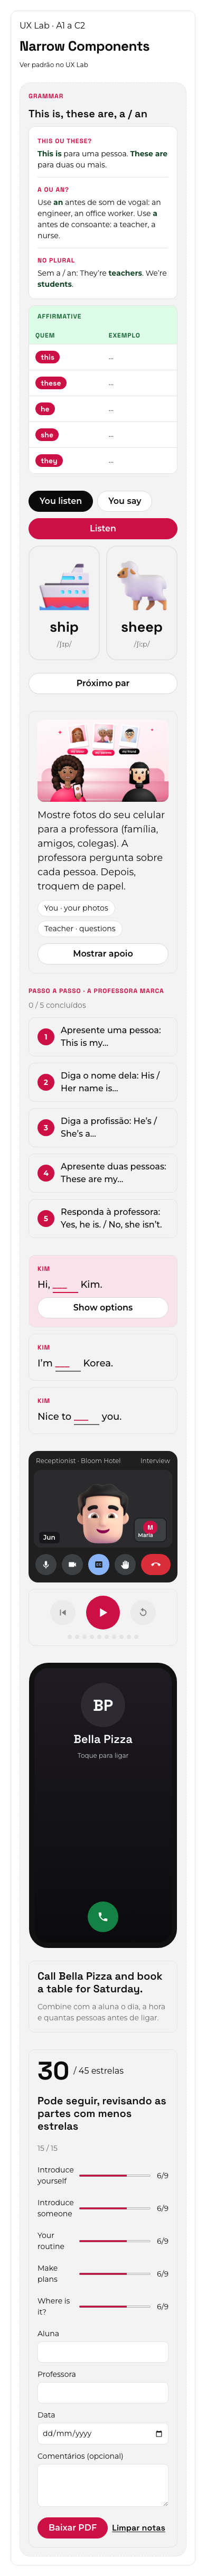 UX Lab · A1 a C2
Narrow Components
Ver padrão no UX Lab
GRAMMAR
This is, these are, a / an
THIS OU THESE?
This is para uma pessoa. These are
para duas ou mais.
A OU AN?
Use an antes de som de vogal: an
engineer, an office worker. Use a
antes de consoante: a teacher, a
nurse.
NO PLURAL
Sem a / an: They're teachers. We're
students.
AFFIRMATIVE
QUEM EXEMPLO
this ...
these ...
he ...
she ...
they ...
You listen You say
Listen
ship sheep
/ʃɪp/ /ʃiːp/
Próximo par
Mostre fotos do seu celular
para a professora (família,
amigos, colegas). A
professora pergunta sobre
cada pessoa. Depois,
troquem de papel.
You · your photos
Teacher · questions
Mostrar apoio
PASSO A PASSO · A PROFESSORA MARCA
0 / 5 concluídos
1 Apresente uma pessoa:
This is my...
2 Diga o nome dela: His /
Her name is...
3 Diga a profissão: He's /
She's a...
4 Apresente duas pessoas:
These are my...
5 Responda à professora:
Yes, he is. / No, she isn't.
KIM
Hi, ___ Kim.
Show options
KIM
I'm ___ Korea.
KIM
Nice to ___ you.
Receptionist · Bloom Hotel Interview
Jun
M
Maria
BP
Bella Pizza
Toque para ligar
Call Bella Pizza and book
a table for Saturday.
Combine com a aluna o dia, a hora
e quantas pessoas antes de ligar.
30 / 45 estrelas
Pode seguir, revisando as
partes com menos
estrelas
15 / 15
Introduce
yourself 6/9
Introduce
someone 6/9
Your
routine 6/9
Make
plans 6/9
Where is
it? 6/9
Aluna
Professora
Data
dd/mm/yyyy
Comentários (opcional)
Baixar PDF Limpar notas